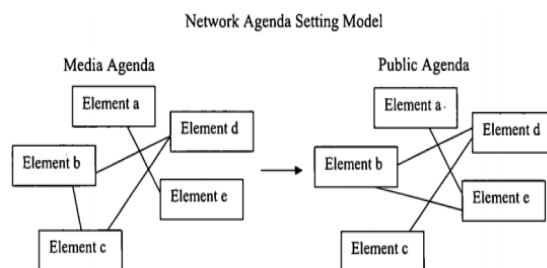 Network Agenda Setting Model
Media Agenda
Public Agenda
Element a
Element d
Element b
Element e
Element c
Element a.
Element d
Element b
Element e
Element c